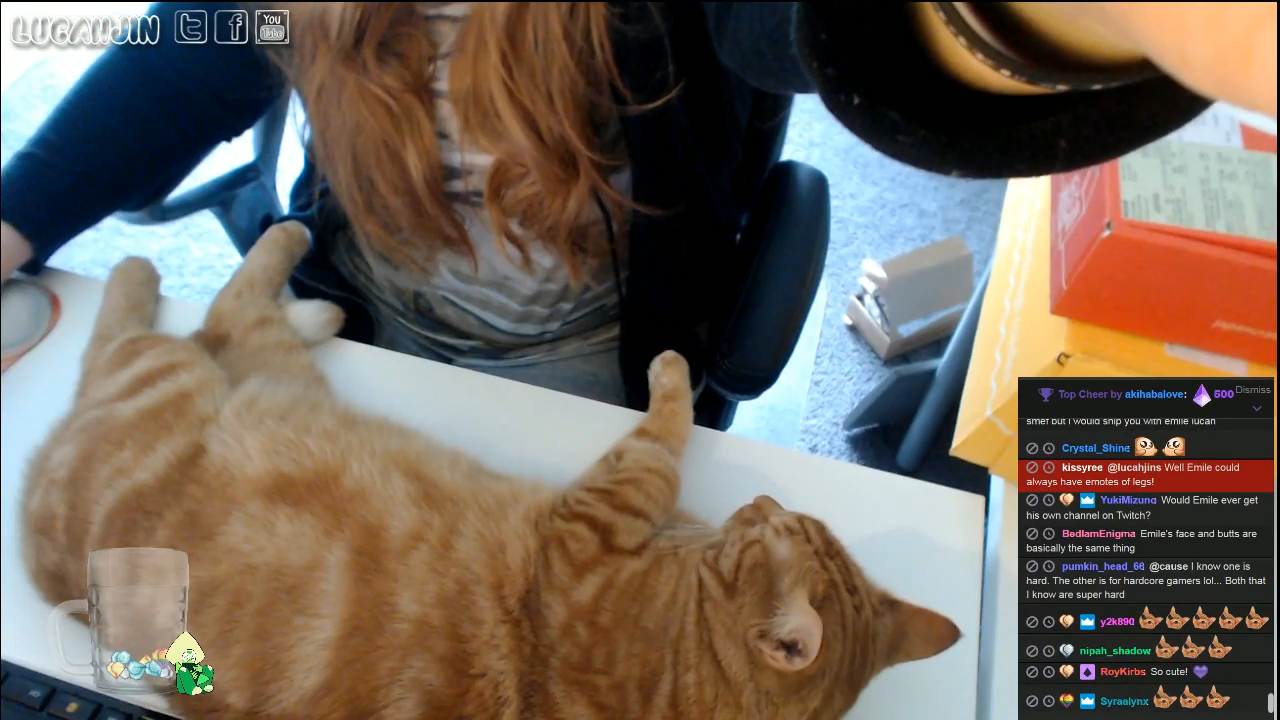 LUCAHJIN
You
Tube
Top Cheer by akihabalove: 500
Dismiss
smef but I would ship you with emile lucan
Crystal_Shine
kissyree @lucahjins Well Emile could
always have emotes of legs!
YukiMizuno Would Emile ever get
his own channel on Twitch?
BedlamEnigma Emile's face and butts are
basically the same thing
pumkin_head_66 @cause I know one is
hard. The other is for hardcore gamers lol... Both that
I know are super hard
y2k890
nipah_shadow
RoyKirbs So cute!
Syraalynx